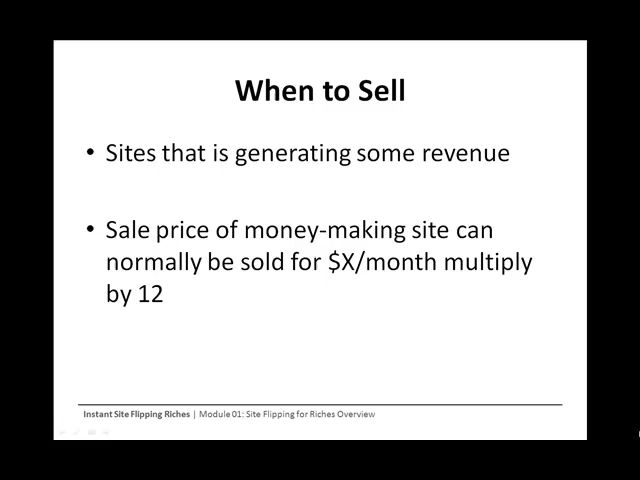 When to Sell
• Sites that is generating some revenue
• Sale price of money-making site can
normally be sold for $X/month multiply
by 12
Instant Site Flipping Riches | Module 01: Site Flipping for Riches Overview